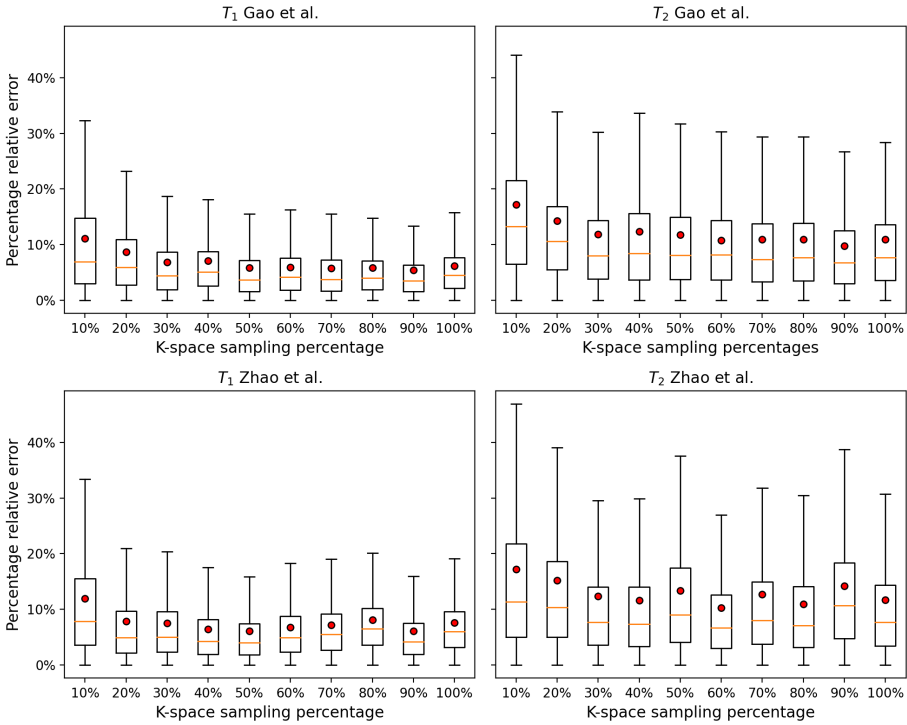 T₁ Gao et al.
T₂ Gao et al.
Percentage relative error
40%
30%
20%
10%
0%
10% 20% 30% 40% 50% 60% 70% 80% 90% 100%
10% 20% 30% 40% 50% 60% 70% 80% 90% 100%
K-space sampling percentage
K-space sampling percentages
T₁ Zhao et al.
T₂ Zhao et al.
Percentage relative error
40%
30%
20%
10%
0%
10% 20% 30% 40% 50% 60% 70% 80% 90% 100%
10% 20% 30% 40% 50% 60% 70% 80% 90% 100%
K-space sampling percentage
K-space sampling percentage